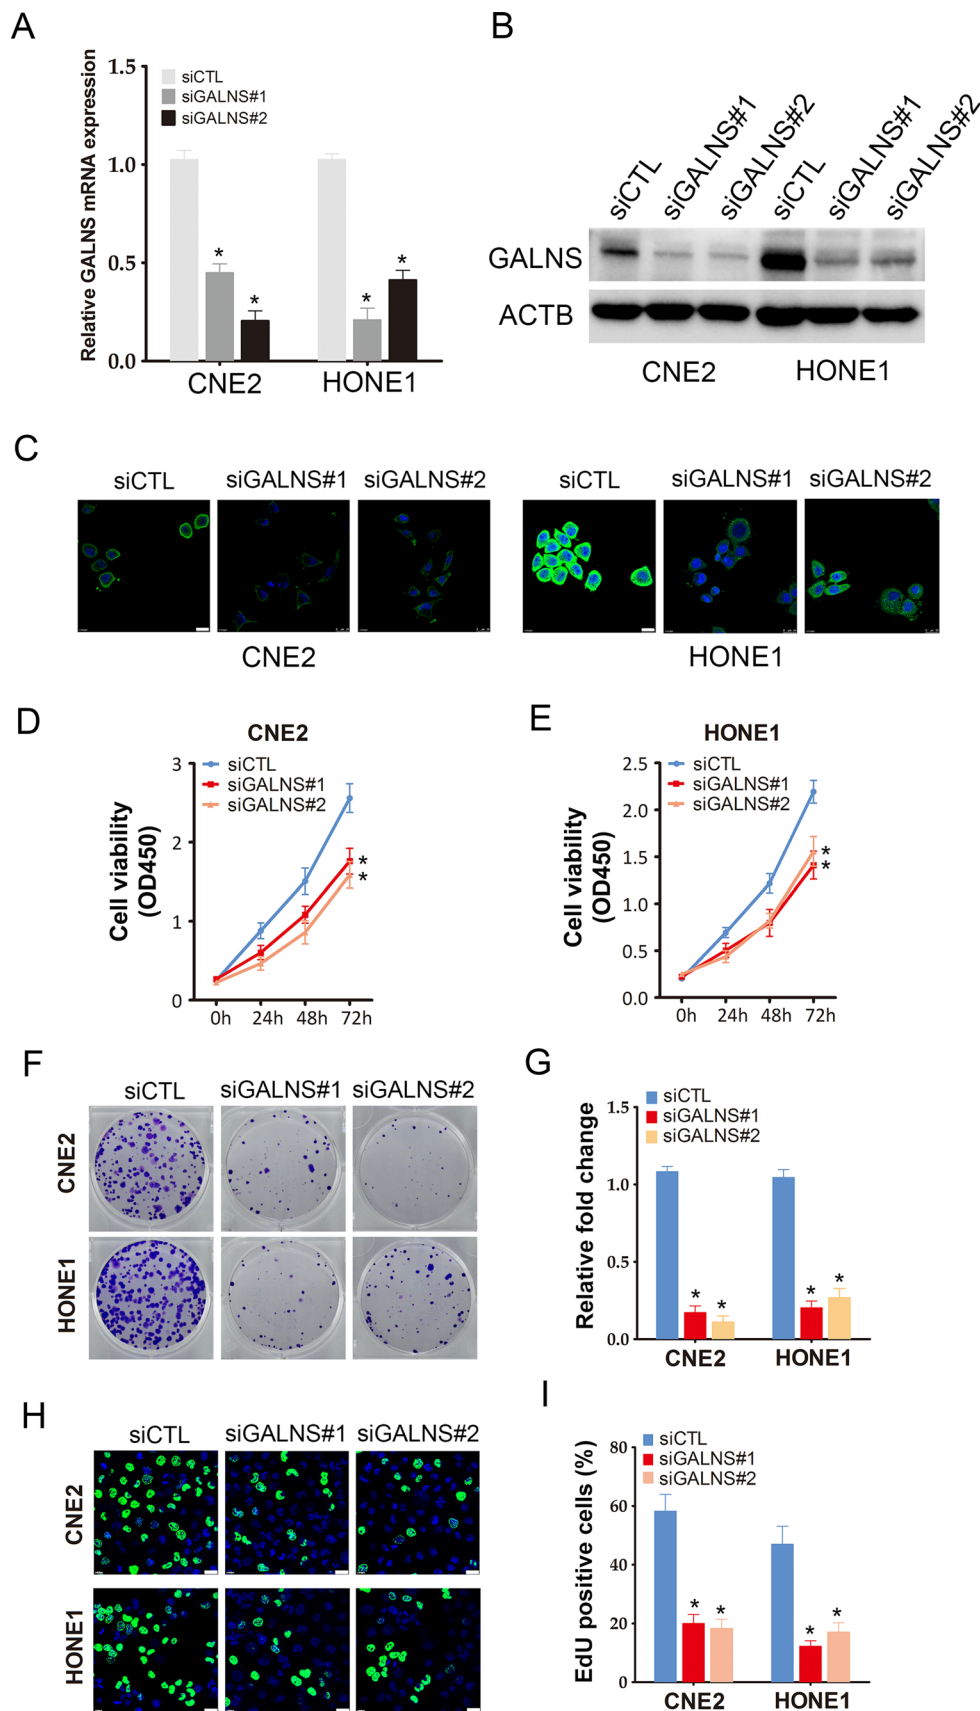 A
Relative GALNS mRNA expression
1.5
1.0
0.5
0.0
siCTL
siGALNS#1
siGALNS#2
*
*
*
*
CNE2
HONE1
B
siCTL
siGALNS#1
siGALNS#2
siCTL
siGALNS#1
siGALNS#2
GALNS
ACTB
CNE2
HONE1
C
siCTL
siGALNS#1
siGALNS#2
siCTL
siGALNS#1
siGALNS#2
CNE2
HONE1
D
CNE2
Cell viability
(OD450)
3
2
1
0
siCTL
siGALNS#1
siGALNS#2
*
*
0h
24h
48h
72h
E
HONE1
Cell viability
(OD450)
2.5
2.0
1.5
1.0
0.5
0.0
siCTL
siGALNS#1
siGALNS#2
*
*
0h
24h
48h
72h
F
siCTL
siGALNS#1
siGALNS#2
CNE2
HONE1
G
Relative fold change
1.5
1.0
0.5
0.0
siCTL
siGALNS#1
siGALNS#2
*
*
*
*
CNE2
HONE1
H
siCTL
siGALNS#1
siGALNS#2
CNE2
HONE1
I
EdU positive cells (%)
80
60
40
20
0
siCTL
siGALNS#1
siGALNS#2
*
*
*
*
CNE2
HONE1